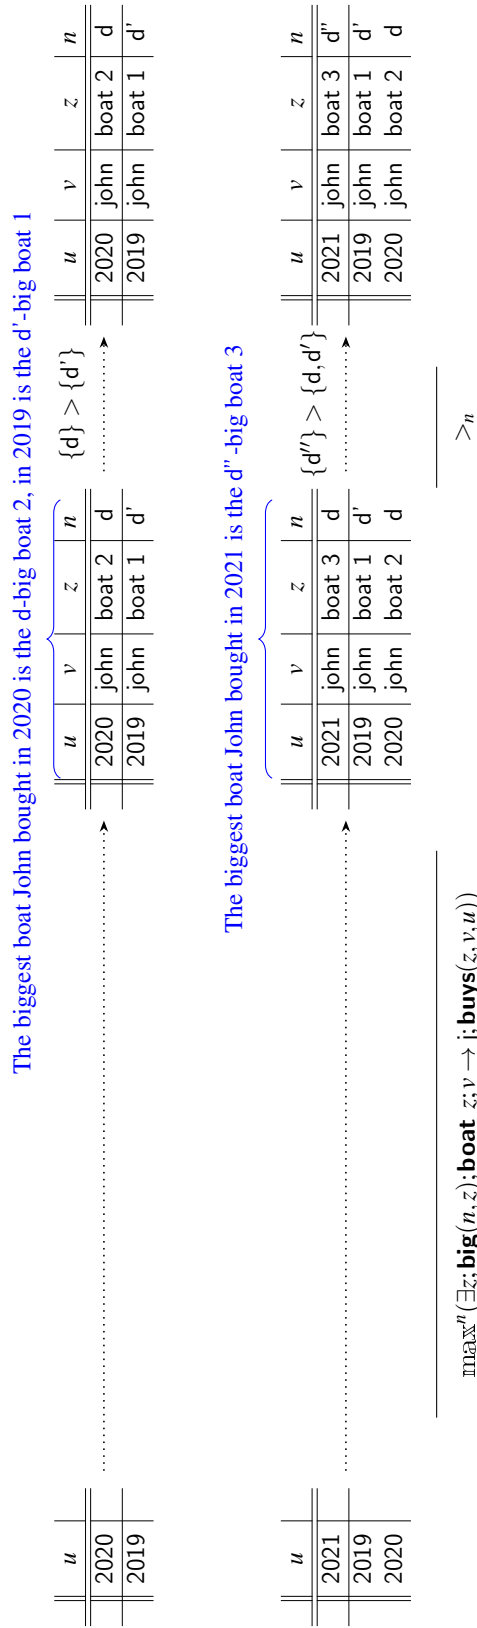 The biggest boat John bought in 2020 is the d-big boat 2, in 2019 is the d'-big boat 1
{d} > {d'}
u u v z n u v z n
2020 2020 john boat 2 d 2020 john boat 2 d
2019 2019 john boat 1 d' 2019 john boat 1 d'
The biggest boat John bought in 2021 is the d"-big boat 3
{d″} > {d, d′}
u u v z n u v z n
2021 2021 john boat 3 d 2021 john boat 3 d"
2019 2019 john boat 1 d' 2019 john boat 1 d'
2020 2020 john boat 2 d 2020 john boat 2 d
𝕞𝕒𝕩ⁿ(∃z; big(n, z); boat z; v → j; buys(z, v, u)) >ₙ